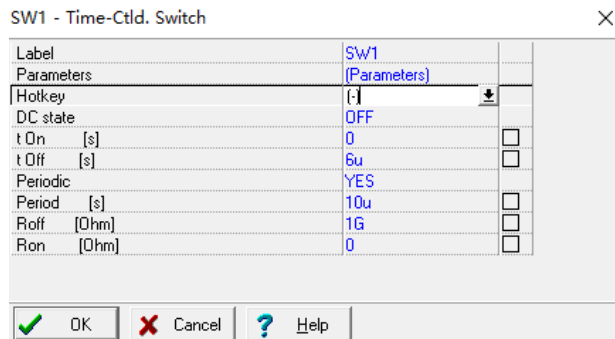 SW1 - Time-Ctld. Switch
Label SW1
Parameters (Parameters)
Hotkey (-)
DC state OFF
t On [s] 0
t Off [s] 6u
Periodic YES
Period [s] 10u
Roff [Ohm] 1G
Ron [Ohm] 0
OK Cancel ? Help